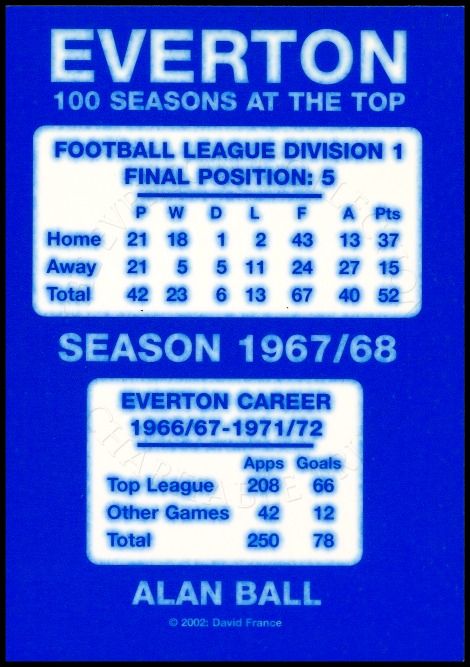 EVERTON
100 SEASONS AT THE TOP
FOOTBALL LEAGUE DIVISION 1
FINAL POSITION: 5
P W D L F A Pts
Home 21 18 1 2 43 13 37
Away 21 5 5 11 24 27 15
Total 42 23 6 13 67 40 52
SEASON 1967/68
EVERTON CAREER
1966/67-1971/72
Apps Goals
Top League 208 66
Other Games 42 12
Total 250 78
ALAN BALL
© 2002: David France